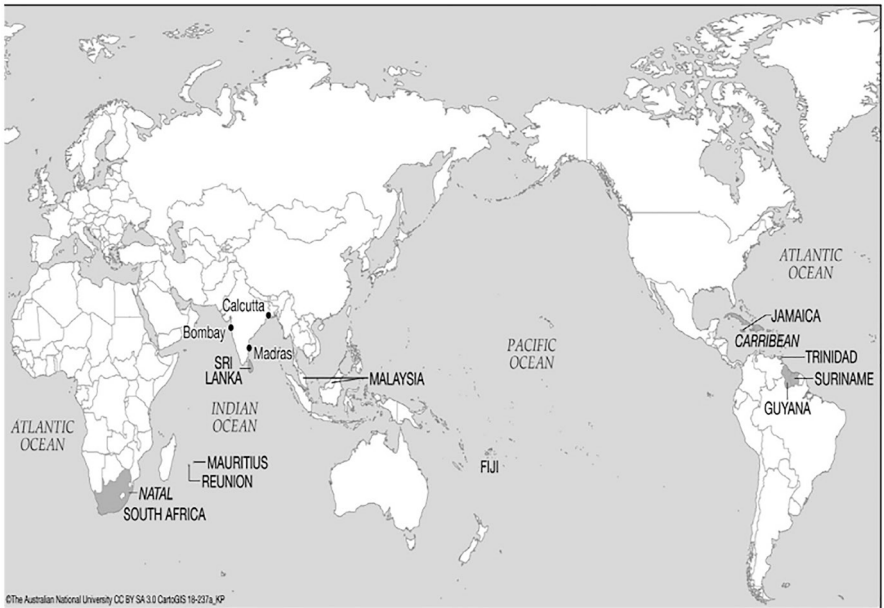 ATLANTIC
OCEAN
Calcutta
Bombay
Madras
SRI
LANKA
INDIAN
OCEAN
MALAYSIA
PACIFIC
OCEAN
JAMAICA
CARRIBEAN
TRINIDAD
SURINAME
GUYANA
ATLANTIC
OCEAN
MAURITIUS
REUNION
FIJI
NATAL
SOUTH AFRICA
©The Australian National University CC BY SA 3.0 CartoGIS 18-237a_KP